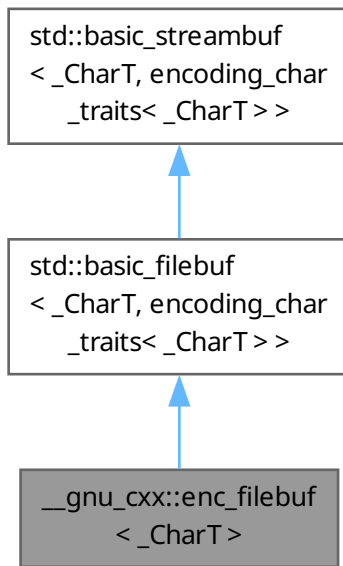 std::basic_streambuf
< _CharT, encoding_char
_traits< _CharT > >
std::basic_filebuf
< _CharT, encoding_char
_traits< _CharT > >
__gnu_cxx::enc_filebuf
< _CharT >